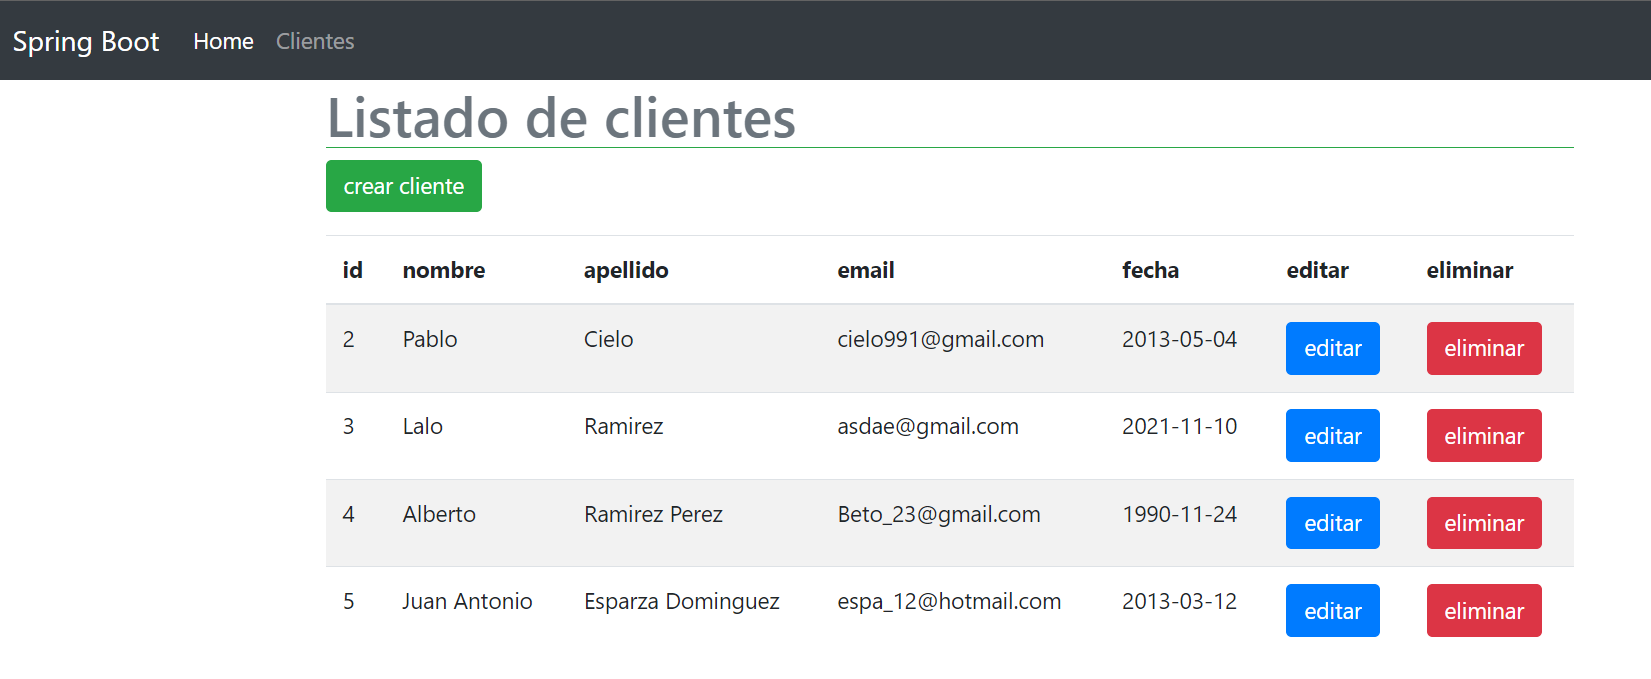 Spring Boot Home Clientes
Listado de clientes
crear cliente
id nombre apellido email fecha editar eliminar
2 Pablo Cielo cielo991@gmail.com 2013-05-04 editar eliminar
3 Lalo Ramirez asdae@gmail.com 2021-11-10 editar eliminar
4 Alberto Ramirez Perez Beto_23@gmail.com 1990-11-24 editar eliminar
5 Juan Antonio Esparza Dominguez espa_12@hotmail.com 2013-03-12 editar eliminar